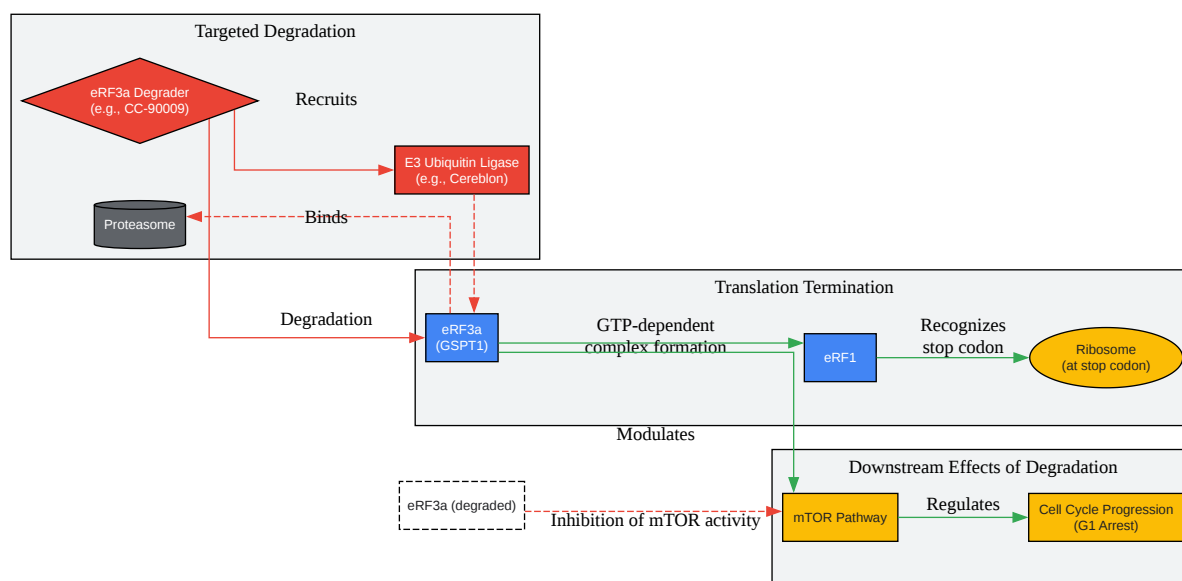 Targeted Degradation
eRF3a Degrader
(e.g., CC-90009)
Recruits
E3 Ubiquitin Ligase
(e.g., Cereblon)
Proteasome
Binds
Translation Termination
Degradation
eRF3a
(GSPT1)
GTP-dependent
complex formation
eRF1
Recognizes
stop codon
Ribosome
(at stop codon)
Modulates
Downstream Effects of Degradation
eRF3a (degraded)
Inhibition of mTOR activity
mTOR Pathway
Regulates
Cell Cycle Progression
(G1 Arrest)